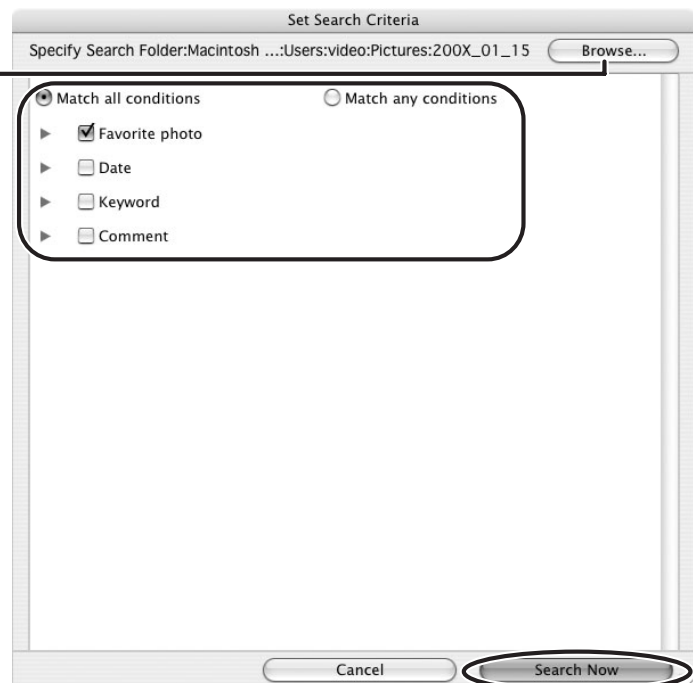 Set Search Criteria
Specify Search Folder:Macintosh ...:Users:video:Pictures:200X_01_15 Browse...
Match all conditions Match any conditions
Favorite photo
Date
Keyword
Comment
Cancel Search Now